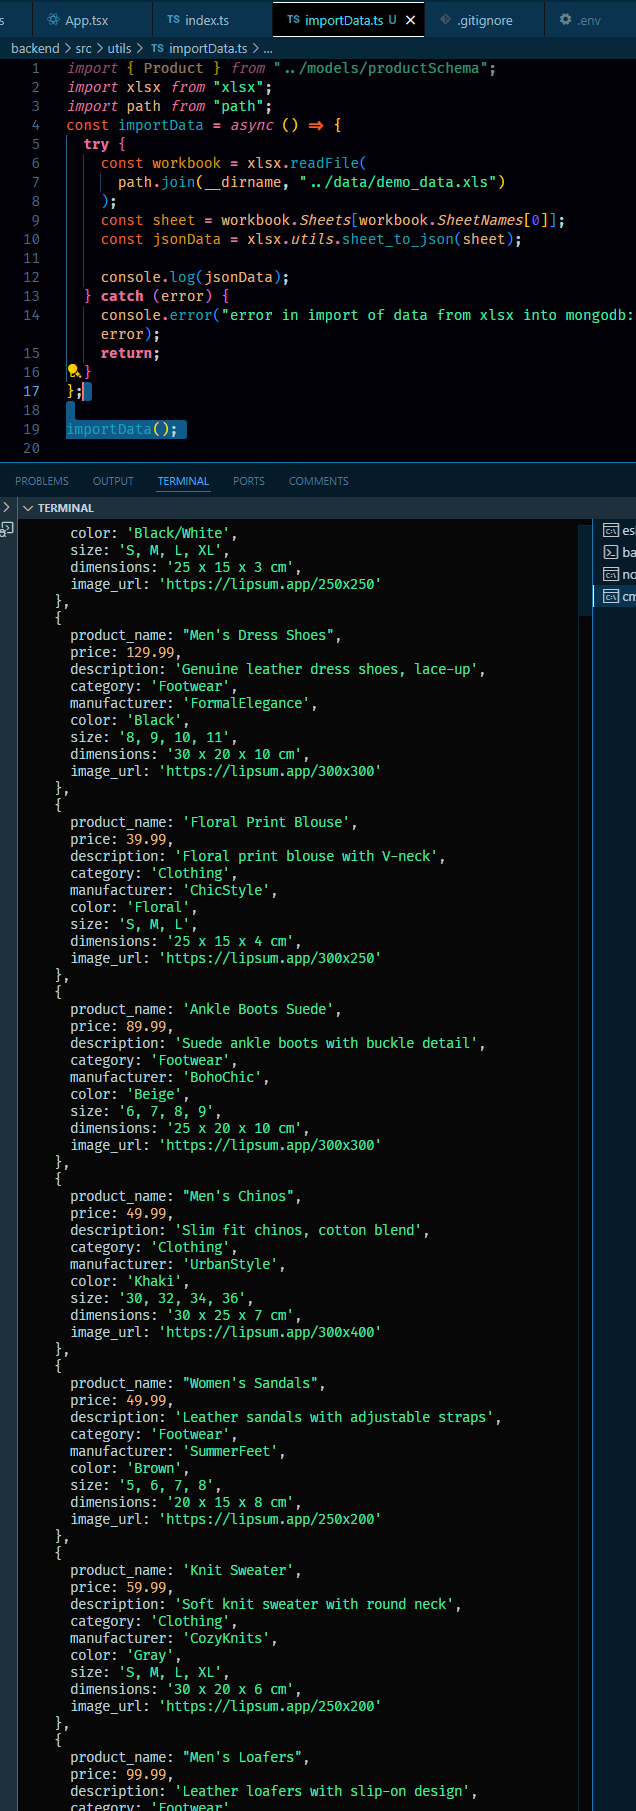 s App.tsx TS index.ts TS importData.ts U × .gitignore .env
backend > src > utils > TS importData.ts > ...
1 import { Product } from "../models/productSchema";
2 import xlsx from "xlsx";
3 import path from "path";
4 const importData = async () => {
5 try {
6 const workbook = xlsx.readFile(
7 path.join(__dirname, "../data/demo_data.xls")
8 );
9 const sheet = workbook.Sheets[workbook.SheetNames[0]];
10 const jsonData = xlsx.utils.sheet_to_json(sheet);
11
12 console.log(jsonData);
13 } catch (error) {
14 console.error("error in import of data from xlsx into mongodb:
error);
15 return;
16 }
17 };
18
19 importData();
20
PROBLEMS OUTPUT TERMINAL PORTS COMMENTS
TERMINAL
es
ba
no
cm
color: 'Black/White',
size: 'S, M, L, XL',
dimensions: '25 x 15 x 3 cm',
image_url: 'https://lipsum.app/250x250'
},
{
product_name: "Men's Dress Shoes",
price: 129.99,
description: 'Genuine leather dress shoes, lace-up',
category: 'Footwear',
manufacturer: 'FormalElegance',
color: 'Black',
size: '8, 9, 10, 11',
dimensions: '30 x 20 x 10 cm',
image_url: 'https://lipsum.app/300x300'
},
{
product_name: 'Floral Print Blouse',
price: 39.99,
description: 'Floral print blouse with V-neck',
category: 'Clothing',
manufacturer: 'ChicStyle',
color: 'Floral',
size: 'S, M, L',
dimensions: '25 x 15 x 4 cm',
image_url: 'https://lipsum.app/300x250'
},
{
product_name: 'Ankle Boots Suede',
price: 89.99,
description: 'Suede ankle boots with buckle detail',
category: 'Footwear',
manufacturer: 'BohoChic',
color: 'Beige',
size: '6, 7, 8, 9',
dimensions: '25 x 20 x 10 cm',
image_url: 'https://lipsum.app/300x300'
},
{
product_name: "Men's Chinos",
price: 49.99,
description: 'Slim fit chinos, cotton blend',
category: 'Clothing',
manufacturer: 'UrbanStyle',
color: 'Khaki',
size: '30, 32, 34, 36',
dimensions: '30 x 25 x 7 cm',
image_url: 'https://lipsum.app/300x400'
},
{
product_name: "Women's Sandals",
price: 49.99,
description: 'Leather sandals with adjustable straps',
category: 'Footwear',
manufacturer: 'SummerFeet',
color: 'Brown',
size: '5, 6, 7, 8',
dimensions: '20 x 15 x 8 cm',
image_url: 'https://lipsum.app/250x200'
},
{
product_name: 'Knit Sweater',
price: 59.99,
description: 'Soft knit sweater with round neck',
category: 'Clothing',
manufacturer: 'CozyKnits',
color: 'Gray',
size: 'S, M, L, XL',
dimensions: '30 x 20 x 6 cm',
image_url: 'https://lipsum.app/250x200'
},
{
product_name: "Men's Loafers",
price: 99.99,
description: 'Leather loafers with slip-on design',
category: 'Footwear'